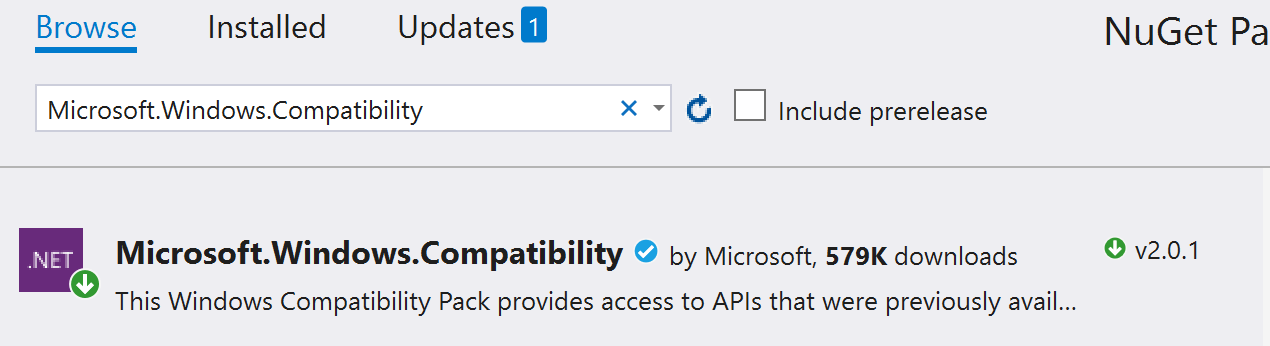 Browse Installed Updates 1 NuGet Pa
Microsoft.Windows.Compatibility Include prerelease
.NET Microsoft.Windows.Compatibility by Microsoft, 579K downloads v2.0.1
This Windows Compatibility Pack provides access to APIs that were previously avail...